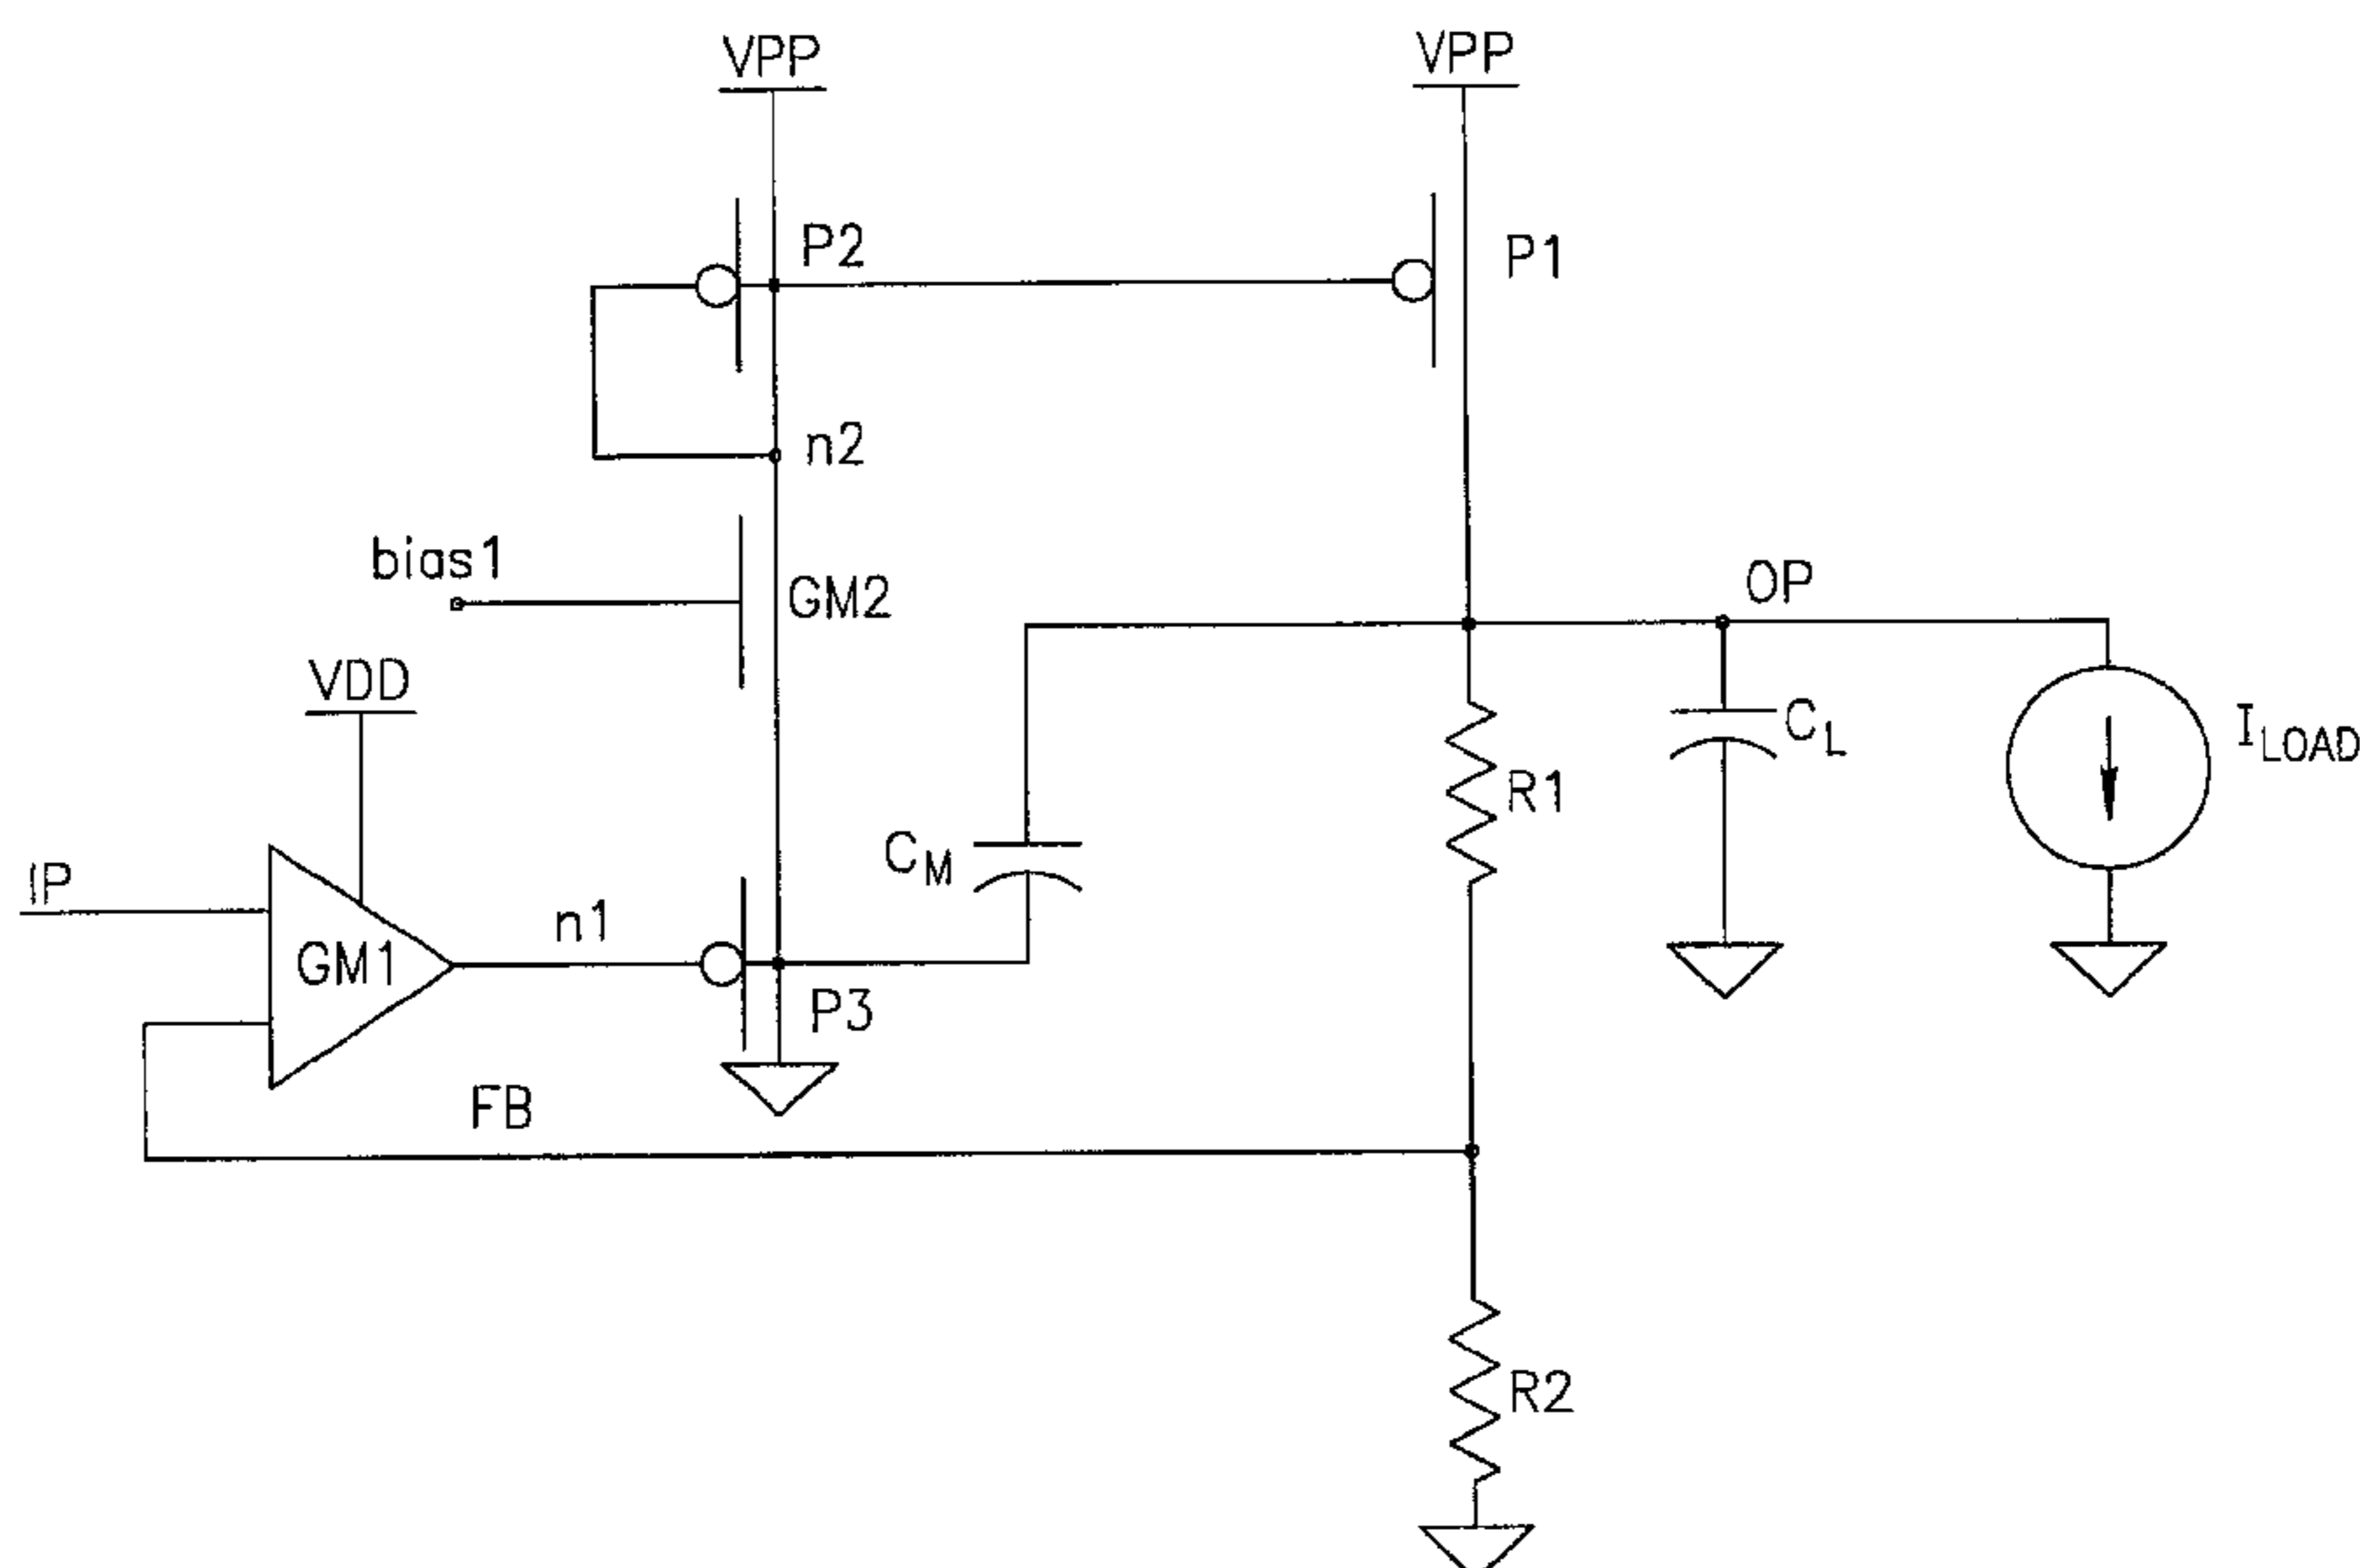 VPP
VPP
P2
P1
n2
bias1
GM2
OP
VDD
C_L
R1
I_LOAD
C_M
IP
GM1
n1
P3
FB
R2